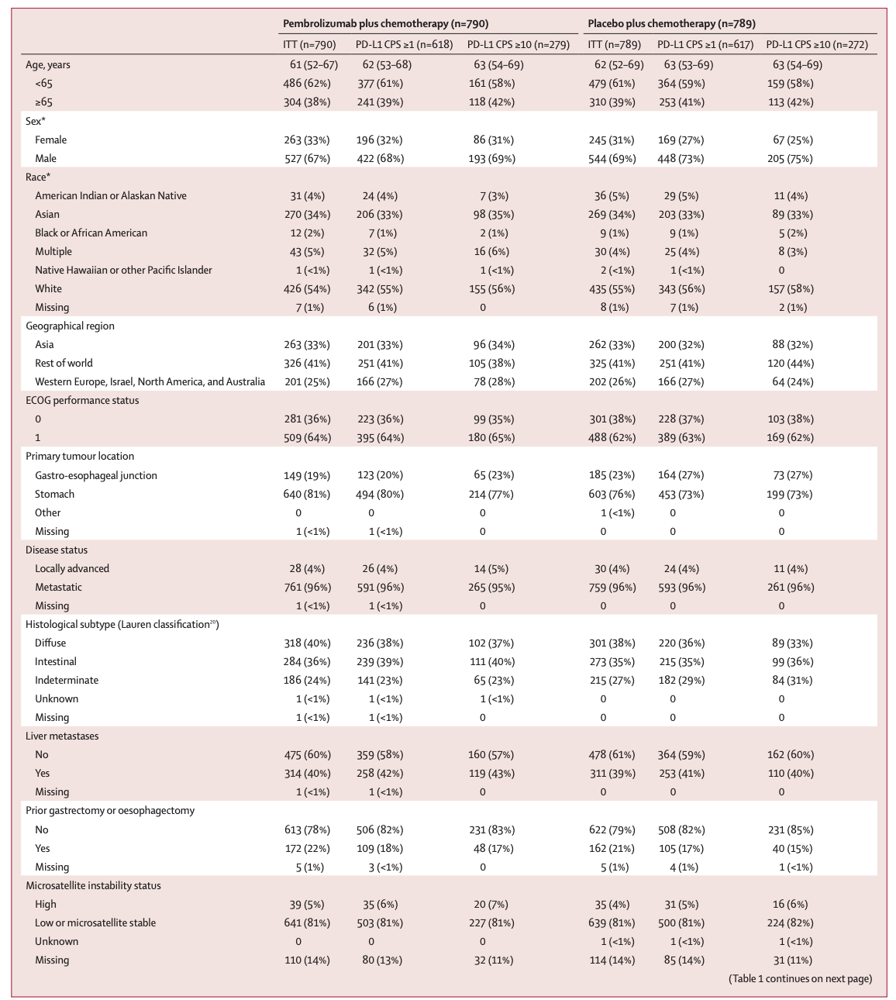 Pembrolizumab plus chemotherapy (n=790) Placebo plus chemotherapy (n=789)
ITT (n=790) PD-L1 CPS ≥1 (n=618) PD-L1 CPS ≥10 (n=279) ITT (n=789) PD-L1 CPS ≥1 (n=617) PD-L1 CPS ≥10 (n=272)
Age, years 61 (52–67) 62 (53–68) 63 (54–69) 62 (52–69) 63 (53–69) 63 (54–69)
<65 486 (62%) 377 (61%) 161 (58%) 479 (61%) 364 (59%) 159 (58%)
≥65 304 (38%) 241 (39%) 118 (42%) 310 (39%) 253 (41%) 113 (42%)
Sex*
Female 263 (33%) 196 (32%) 86 (31%) 245 (31%) 169 (27%) 67 (25%)
Male 527 (67%) 422 (68%) 193 (69%) 544 (69%) 448 (73%) 205 (75%)
Race*
American Indian or Alaskan Native 31 (4%) 24 (4%) 7 (3%) 36 (5%) 29 (5%) 11 (4%)
Asian 270 (34%) 206 (33%) 98 (35%) 269 (34%) 203 (33%) 89 (33%)
Black or African American 12 (2%) 7 (1%) 2 (1%) 9 (1%) 9 (1%) 5 (2%)
Multiple 43 (5%) 32 (5%) 16 (6%) 30 (4%) 25 (4%) 8 (3%)
Native Hawaiian or other Pacific Islander 1 (<1%) 1 (<1%) 1 (<1%) 2 (<1%) 1 (<1%) 0
White 426 (54%) 342 (55%) 155 (56%) 435 (55%) 343 (56%) 157 (58%)
Missing 7 (1%) 6 (1%) 0 8 (1%) 7 (1%) 2 (1%)
Geographical region
Asia 263 (33%) 201 (33%) 96 (34%) 262 (33%) 200 (32%) 88 (32%)
Rest of world 326 (41%) 251 (41%) 105 (38%) 325 (41%) 251 (41%) 120 (44%)
Western Europe, Israel, North America, and Australia 201 (25%) 166 (27%) 78 (28%) 202 (26%) 166 (27%) 64 (24%)
ECOG performance status
0 281 (36%) 223 (36%) 99 (35%) 301 (38%) 228 (37%) 103 (38%)
1 509 (64%) 395 (64%) 180 (65%) 488 (62%) 389 (63%) 169 (62%)
Primary tumour location
Gastro-esophageal junction 149 (19%) 123 (20%) 65 (23%) 185 (23%) 164 (27%) 73 (27%)
Stomach 640 (81%) 494 (80%) 214 (77%) 603 (76%) 453 (73%) 199 (73%)
Other 0 0 0 1 (<1%) 0 0
Missing 1 (<1%) 1 (<1%) 0 0 0 0
Disease status
Locally advanced 28 (4%) 26 (4%) 14 (5%) 30 (4%) 24 (4%) 11 (4%)
Metastatic 761 (96%) 591 (96%) 265 (95%) 759 (96%) 593 (96%) 261 (96%)
Missing 1 (<1%) 1 (<1%) 0 0 0 0
Histological subtype (Lauren classification²⁰)
Diffuse 318 (40%) 236 (38%) 102 (37%) 301 (38%) 220 (36%) 89 (33%)
Intestinal 284 (36%) 239 (39%) 111 (40%) 273 (35%) 215 (35%) 99 (36%)
Indeterminate 186 (24%) 141 (23%) 65 (23%) 215 (27%) 182 (29%) 84 (31%)
Unknown 1 (<1%) 1 (<1%) 1 (<1%) 0 0 0
Missing 1 (<1%) 1 (<1%) 0 0 0 0
Liver metastases
No 475 (60%) 359 (58%) 160 (57%) 478 (61%) 364 (59%) 162 (60%)
Yes 314 (40%) 258 (42%) 119 (43%) 311 (39%) 253 (41%) 110 (40%)
Missing 1 (<1%) 1 (<1%) 0 0 0 0
Prior gastrectomy or oesophagectomy
No 613 (78%) 506 (82%) 231 (83%) 622 (79%) 508 (82%) 231 (85%)
Yes 172 (22%) 109 (18%) 48 (17%) 162 (21%) 105 (17%) 40 (15%)
Missing 5 (1%) 3 (<1%) 0 5 (1%) 4 (1%) 1 (<1%)
Microsatellite instability status
High 39 (5%) 35 (6%) 20 (7%) 35 (4%) 31 (5%) 16 (6%)
Low or microsatellite stable 641 (81%) 503 (81%) 227 (81%) 639 (81%) 500 (81%) 224 (82%)
Unknown 0 0 0 1 (<1%) 1 (<1%) 1 (<1%)
Missing 110 (14%) 80 (13%) 32 (11%) 114 (14%) 85 (14%) 31 (11%)
(Table 1 continues on next page)